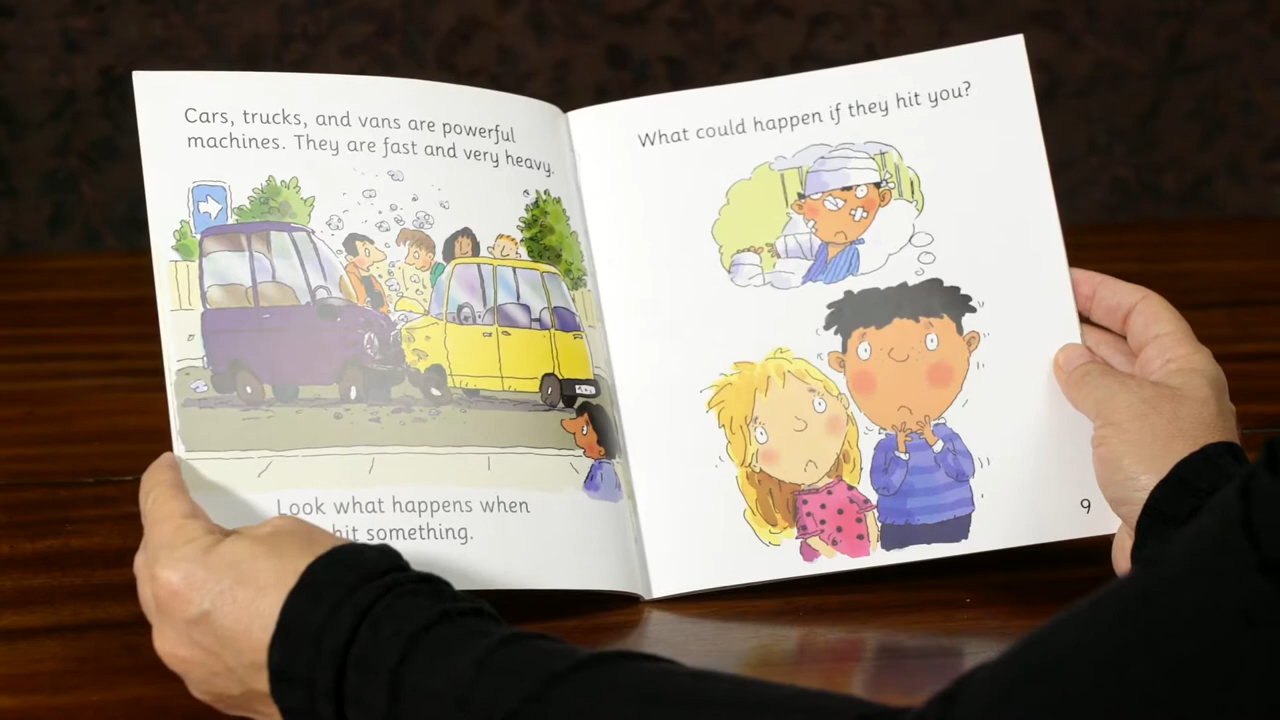 Cars, trucks, and vans are powerful
machines. They are fast and very heavy.
Look what happens when
hit something.
What could happen if they hit you?
9